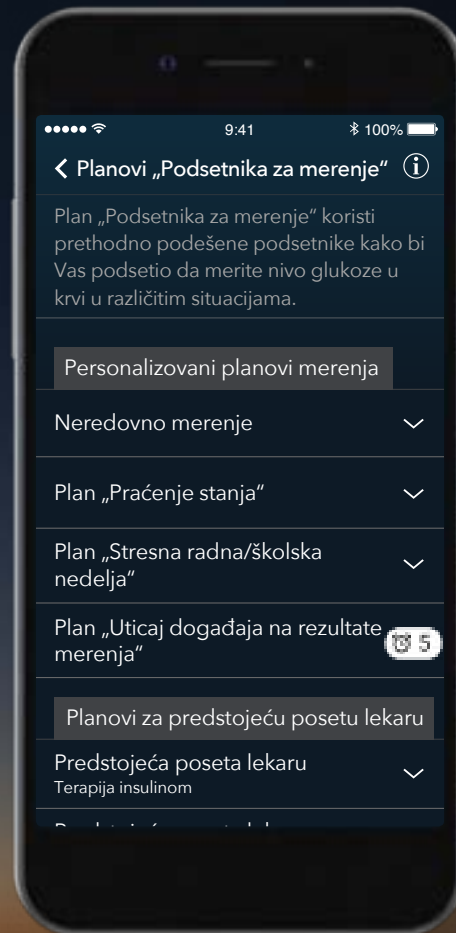 9:41
100%
Planovi „Podsetnika za merenje“
Plan „Podsetnika za merenje“ koristi
prethodno podešene podsetnike kako bi
Vas podsetio da merite nivo glukoze u
krvi u različitim situacijama.
Personalizovani planovi merenja
Neredovno merenje
Plan „Praćenje stanja“
Plan „Stresna radna/školska
nedelja“
Plan „Uticaj događaja na rezultate
merenja“
5
Planovi za predstojeću posetu lekaru
Predstojeća poseta lekaru
Terapija insulinom